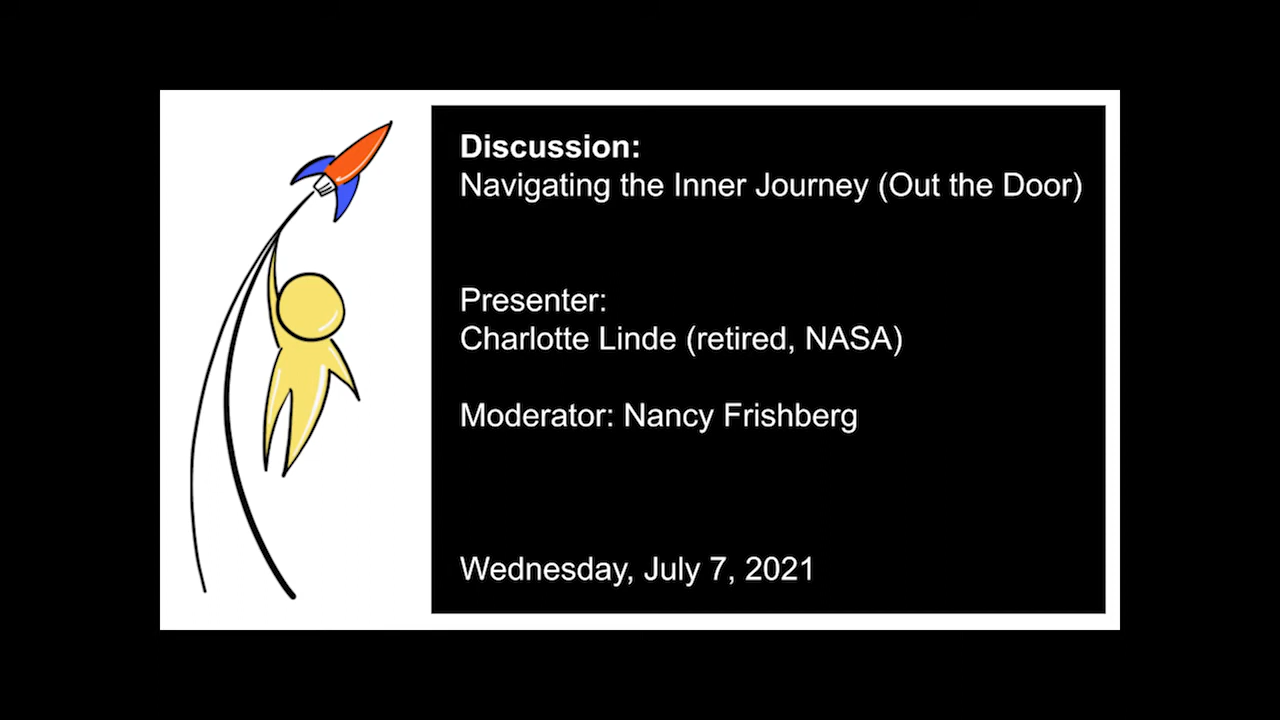 Discussion:
Navigating the Inner Journey (Out the Door)
Presenter:
Charlotte Linde (retired, NASA)
Moderator: Nancy Frishberg
Wednesday, July 7, 2021